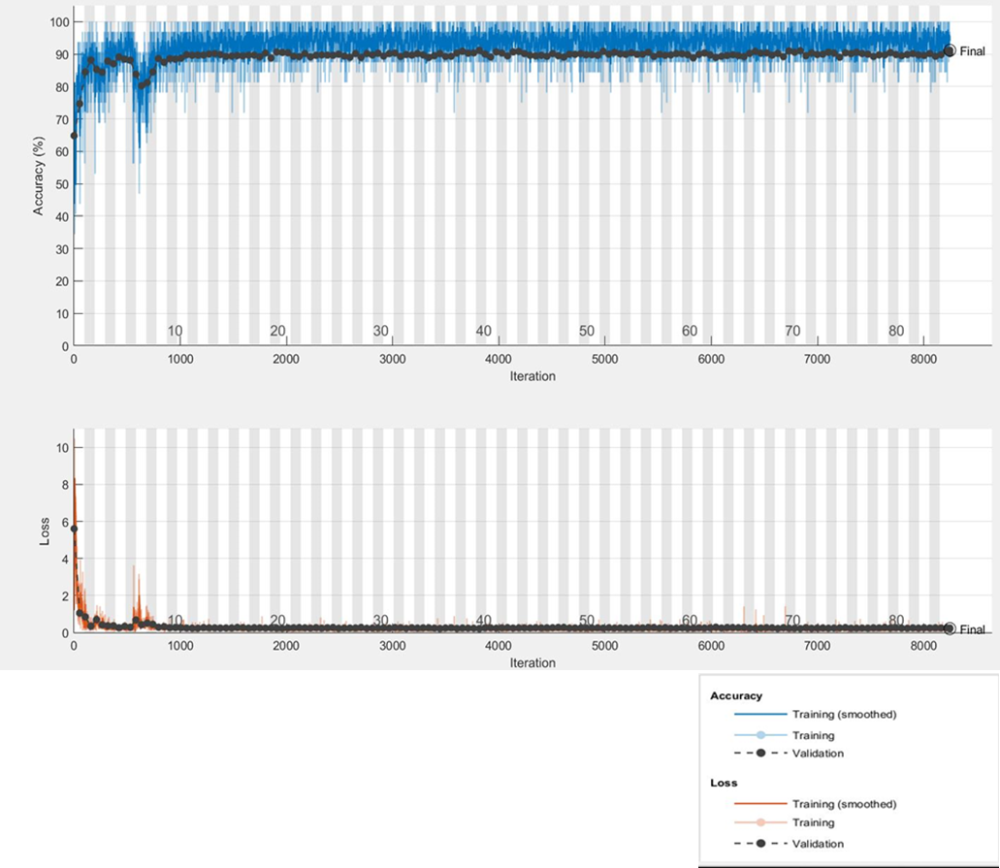 100
90
80
70
60
50
40
30
20
10
0
Accuracy (%)
Final
10 20 30 40 50 60 70 80
0 1000 2000 3000 4000 5000 6000 7000 8000
Iteration
10
8
6
4
2
0
Loss
10 20 30 40 50 60 70 80
Final
0 1000 2000 3000 4000 5000 6000 7000 8000
Iteration
Accuracy
Training (smoothed)
Training
Validation
Loss
Training (smoothed)
Training
Validation